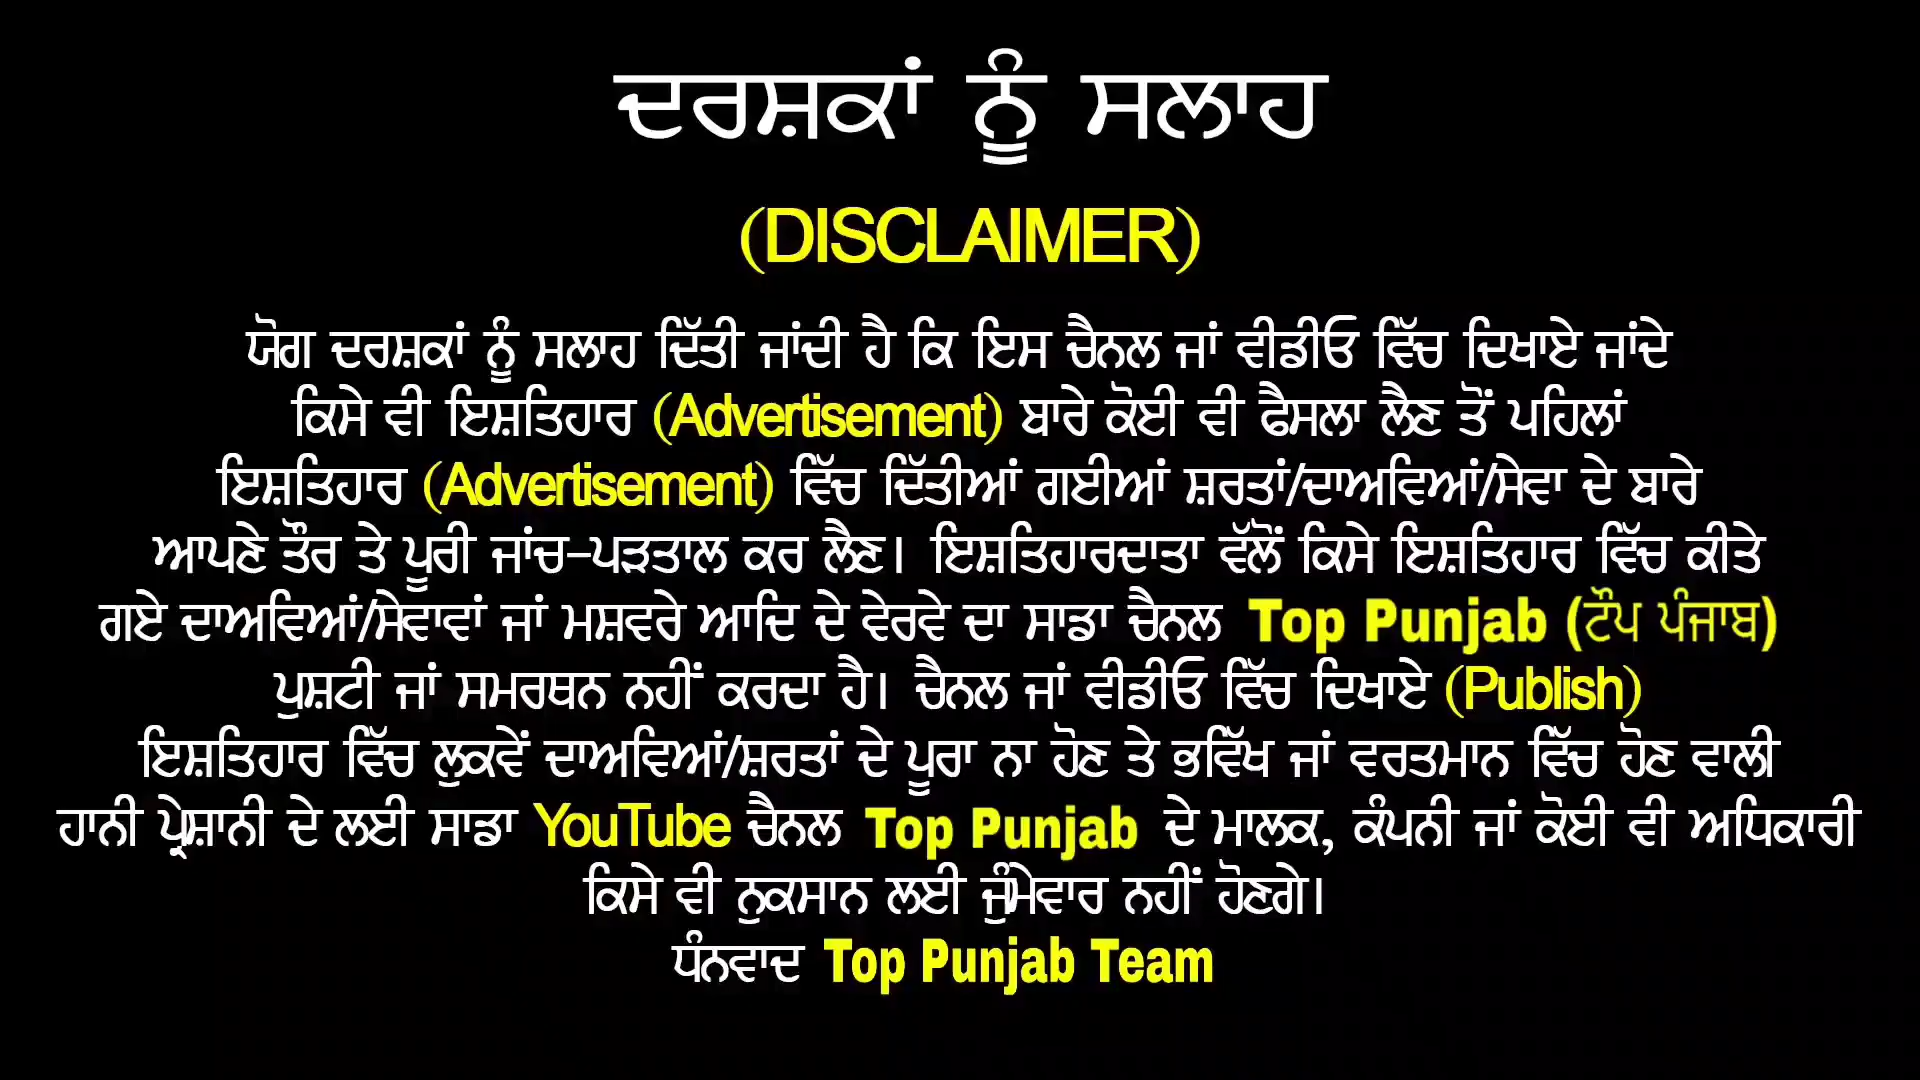 ਦਰਸ਼ਕਾਂ ਨੂੰ ਸਲਾਹ
(DISCLAIMER)
ਯੋਗ ਦਰਸ਼ਕਾਂ ਨੂੰ ਸਲਾਹ ਦਿੱਤੀ ਜਾਂਦੀ ਹੈ ਕਿ ਇਸ ਚੈਨਲ ਜਾਂ ਵੀਡੀਓ ਵਿੱਚ ਦਿਖਾਏ ਜਾਂਦੇ
ਕਿਸੇ ਵੀ ਇਸ਼ਤਿਹਾਰ (Advertisement) ਬਾਰੇ ਕੋਈ ਵੀ ਫੈਸਲਾ ਲੈਣ ਤੋਂ ਪਹਿਲਾਂ
ਇਸ਼ਤਿਹਾਰ (Advertisement) ਵਿੱਚ ਦਿੱਤੀਆਂ ਗਈਆਂ ਸ਼ਰਤਾਂ/ਦਾਅਵਿਆਂ/ਸੇਵਾ ਦੇ ਬਾਰੇ
ਆਪਣੇ ਤੌਰ ਤੇ ਪੂਰੀ ਜਾਂਚ-ਪੜਤਾਲ ਕਰ ਲੈਣ। ਇਸ਼ਤਿਹਾਰਦਾਤਾ ਵੱਲੋਂ ਕਿਸੇ ਇਸ਼ਤਿਹਾਰ ਵਿੱਚ ਕੀਤੇ
ਗਏ ਦਾਅਵਿਆਂ/ਸੇਵਾਵਾਂ ਜਾਂ ਮਸ਼ਵਰੇ ਆਦਿ ਦੇ ਵੇਰਵੇ ਦਾ ਸਾਡਾ ਚੈਨਲ Top Punjab (ਟੌਪ ਪੰਜਾਬ)
ਪੁਸ਼ਟੀ ਜਾਂ ਸਮਰਥਨ ਨਹੀਂ ਕਰਦਾ ਹੈ। ਚੈਨਲ ਜਾਂ ਵੀਡੀਓ ਵਿੱਚ ਦਿਖਾਏ (Publish)
ਇਸ਼ਤਿਹਾਰ ਵਿੱਚ ਲੁਕਵੇਂ ਦਾਅਵਿਆਂ/ਸ਼ਰਤਾਂ ਦੇ ਪੂਰਾ ਨਾ ਹੋਣ ਤੇ ਭਵਿੱਖ ਜਾਂ ਵਰਤਮਾਨ ਵਿੱਚ ਹੋਣ ਵਾਲੀ
ਹਾਨੀ ਪ੍ਰੇਸ਼ਾਨੀ ਦੇ ਲਈ ਸਾਡਾ YouTube ਚੈਨਲ Top Punjab ਦੇ ਮਾਲਕ, ਕੰਪਨੀ ਜਾਂ ਕੋਈ ਵੀ ਅਧਿਕਾਰੀ
ਕਿਸੇ ਵੀ ਨੁਕਸਾਨ ਲਈ ਜੁੰਮੇਵਾਰ ਨਹੀਂ ਹੋਣਗੇ।
ਧੰਨਵਾਦ Top Punjab Team